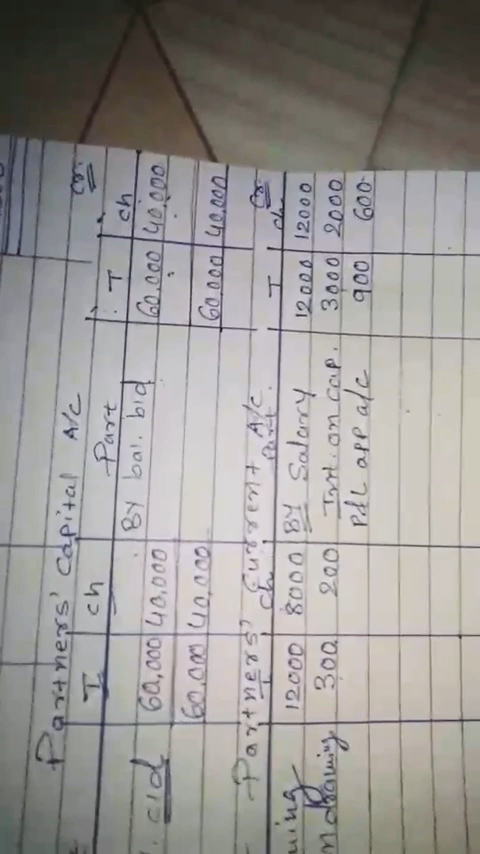 Partners' Capital A/C
Cr.
T ch Part T ch
. c/d 60,000 40,000 By bal. b/d 60.000 40,000
60,000 40,000 60,000 40,000
Partners' Current A/C. Cr.
ch Part T ch
wing 12000 8000 By Salary 12000 12000
n drawing 300 200 Int. on cap. 3000 2000
P&L app a/c 900 600